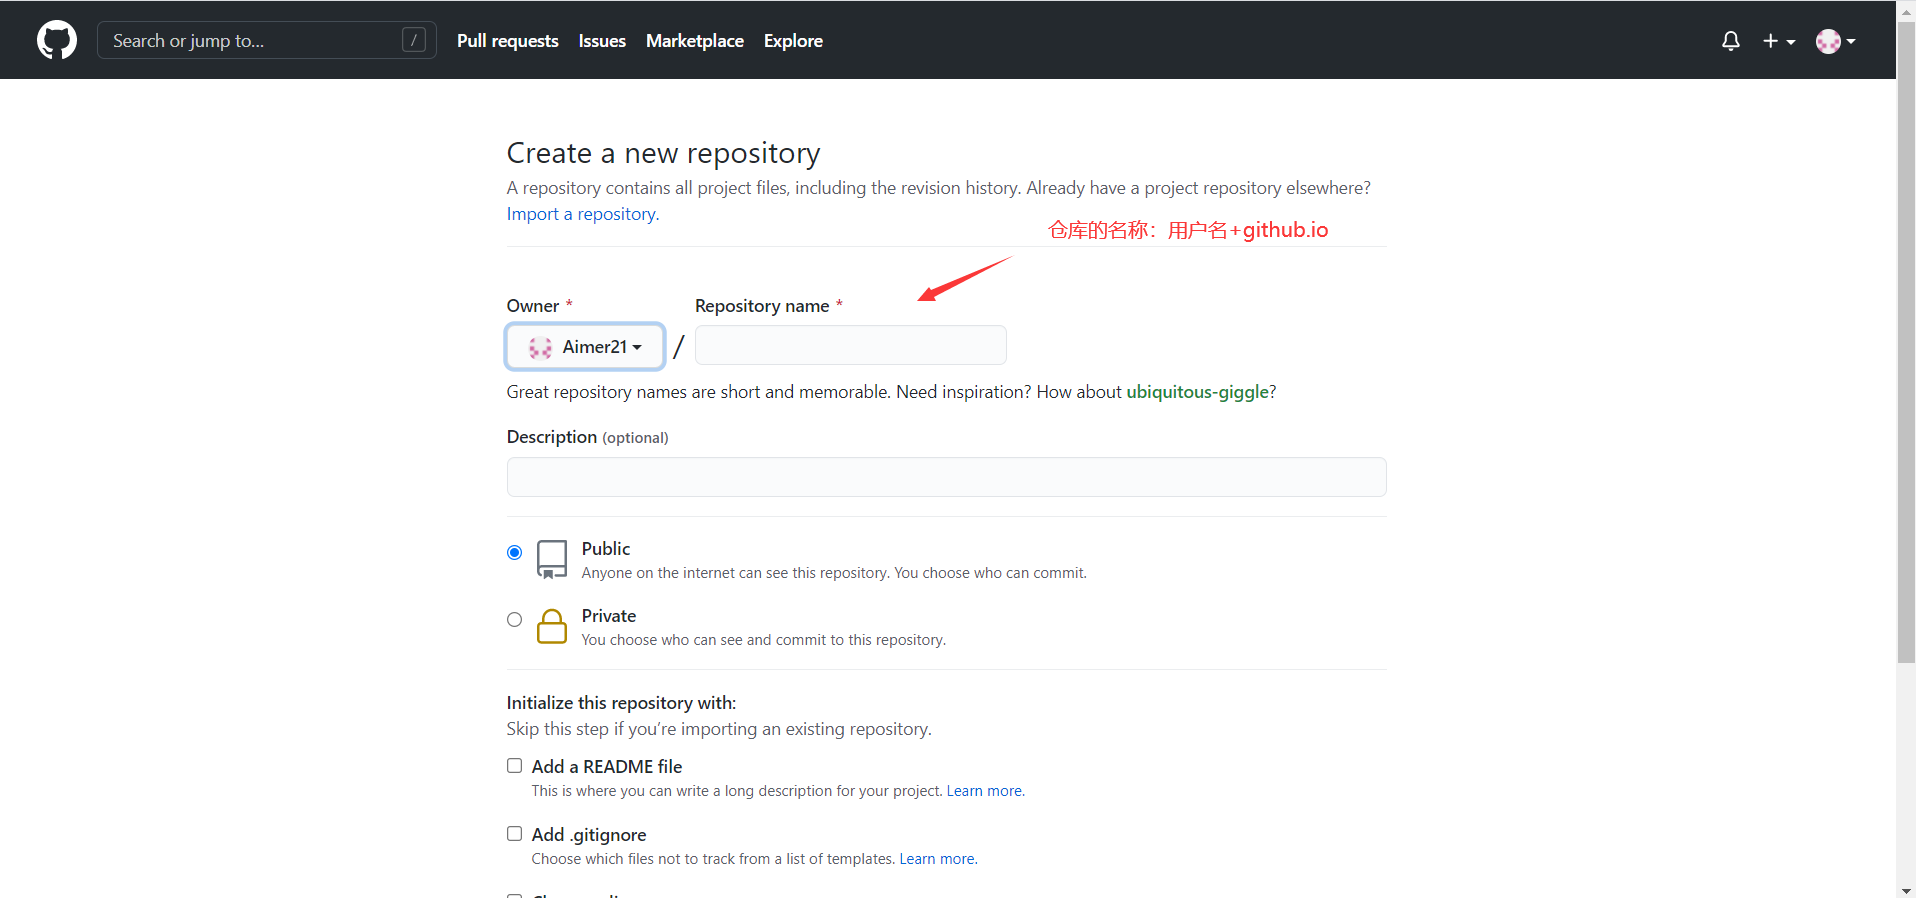 Search or jump to...
/
Pull requests
Issues
Marketplace
Explore
Create a new repository
A repository contains all project files, including the revision history. Already have a project repository elsewhere?
Import a repository.
仓库的名称：用户名+github.io
Owner *
Repository name *
Aimer21
/
Great repository names are short and memorable. Need inspiration? How about ubiquitous-giggle?
Description (optional)
Public
Anyone on the internet can see this repository. You choose who can commit.
Private
You choose who can see and commit to this repository.
Initialize this repository with:
Skip this step if you’re importing an existing repository.
Add a README file
This is where you can write a long description for your project. Learn more.
Add .gitignore
Choose which files not to track from a list of templates. Learn more.